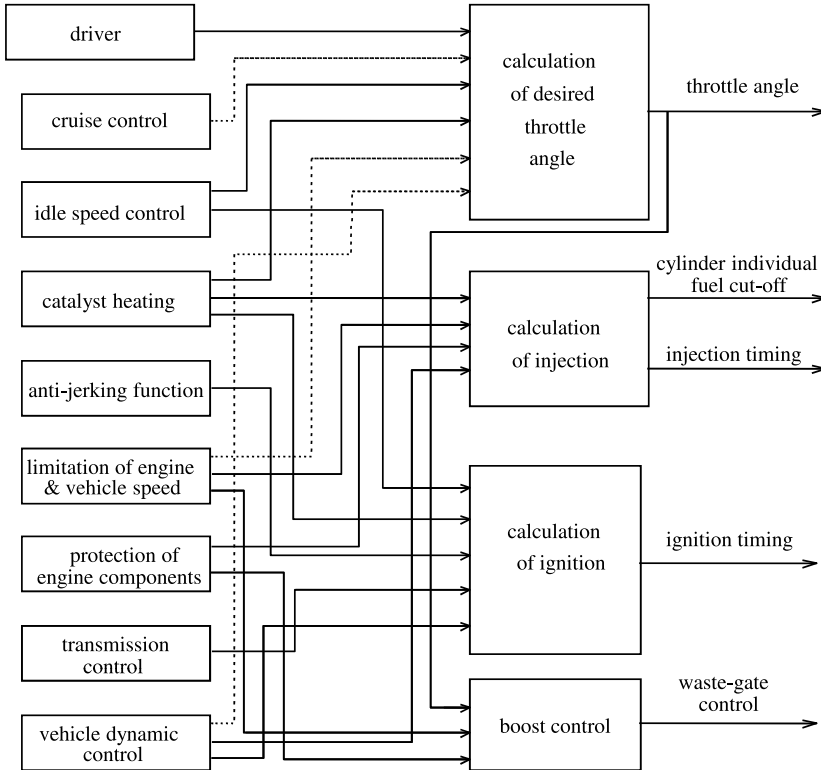 driver
cruise control
idle speed control
catalyst heating
anti-jerking function
limitation of engine
& vehicle speed
protection of
engine components
transmission
control
vehicle dynamic
control
calculation
of desired
throttle
angle
calculation
of injection
calculation
of ignition
boost control
throttle angle
cylinder individual
fuel cut-off
injection timing
ignition timing
waste-gate
control